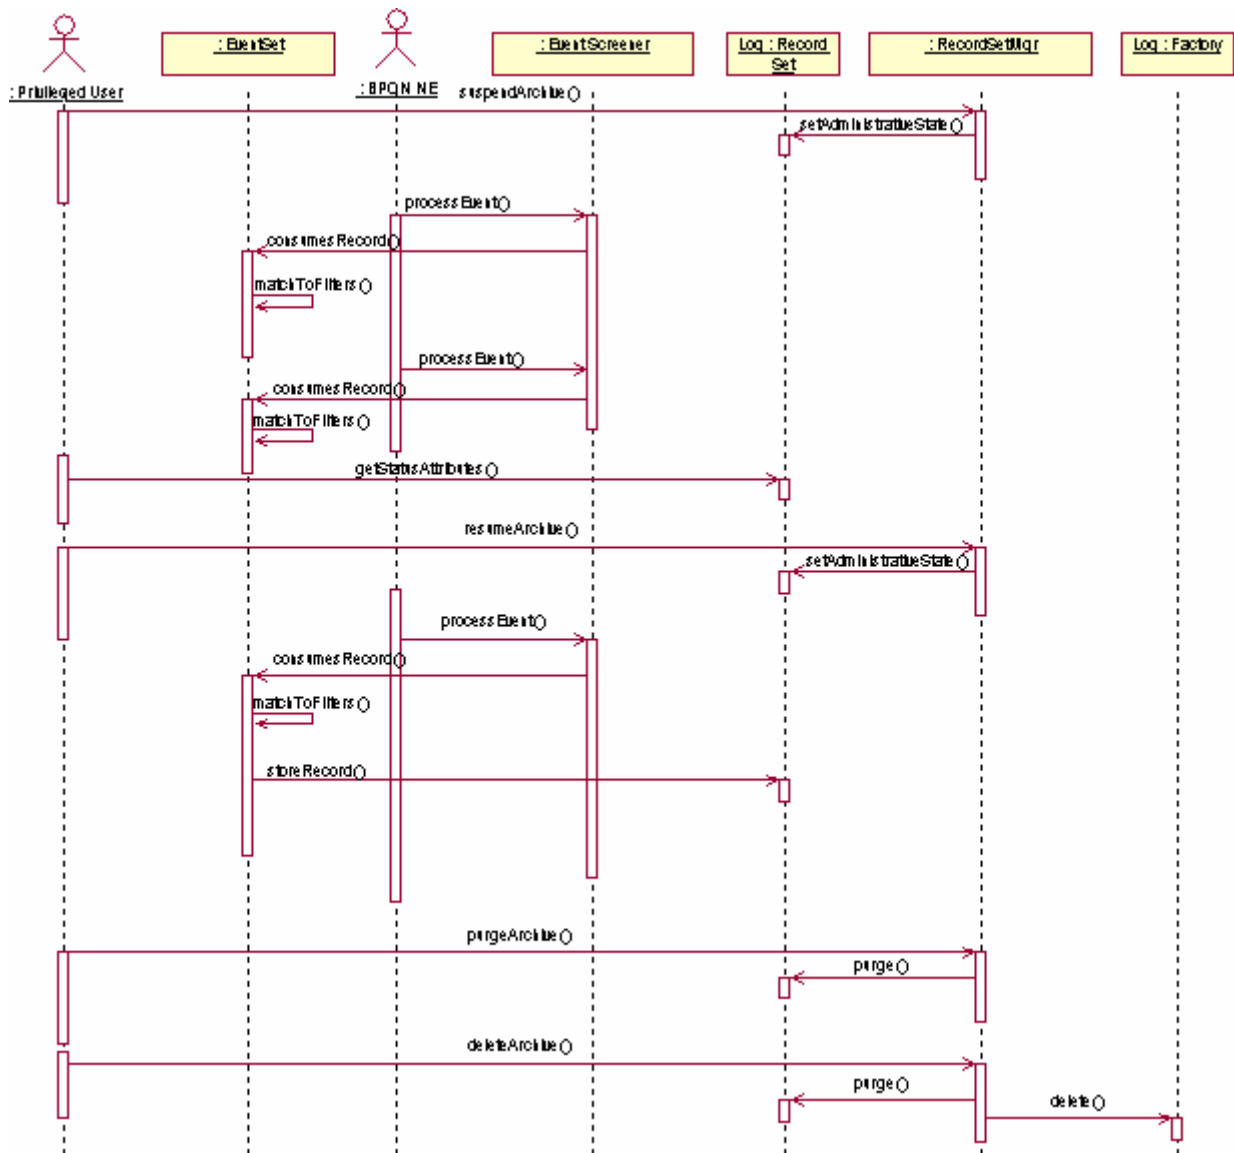 : EventSet
: EventScreener
Log : Record
Set
: RecordSetMgr
Log : Factory
: Privileged User
: BPQN NE
suspendArchive()
setAdministrativeState()
processEvent()
consumesRecord()
matchToFilters()
processEvent()
consumesRecord()
matchToFilters()
getStatusAttributes()
resumeArchive()
setAdministrativeState()
processEvent()
consumesRecord()
matchToFilters()
storeRecord()
purgeArchive()
purge()
deleteArchive()
purge()
delete()